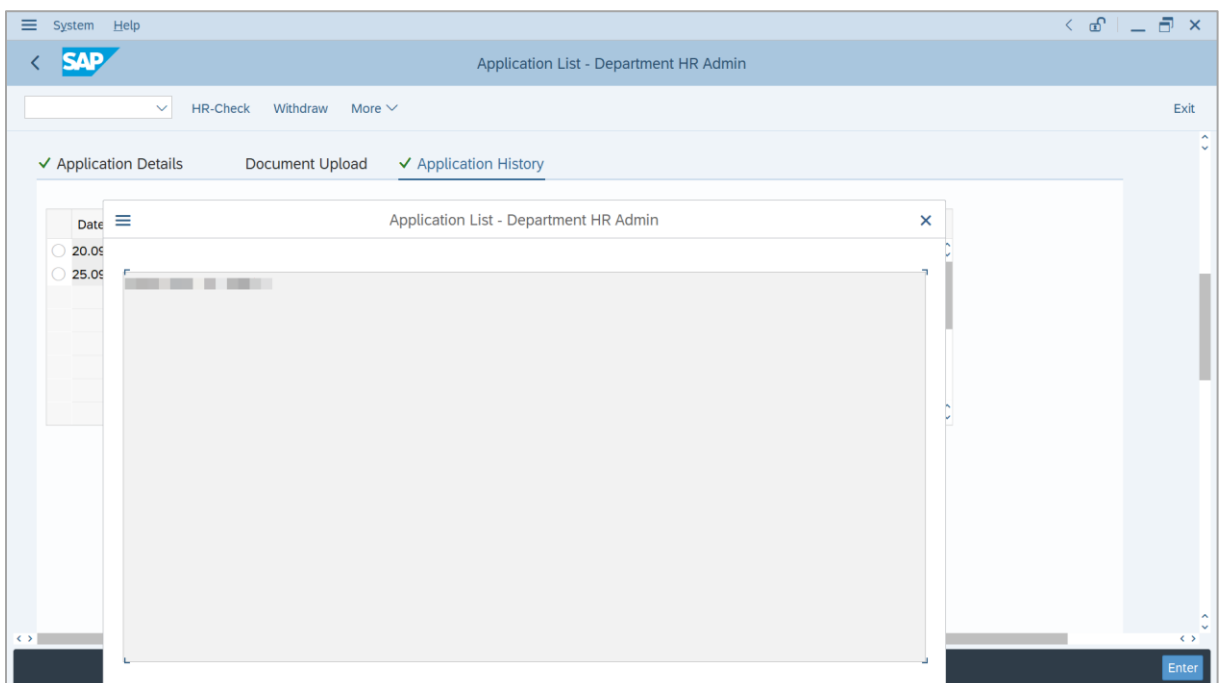 System Help
SAP
Application List - Department HR Admin
HR-Check Withdraw More Exit
Application Details Document Upload Application History
Date
Application List - Department HR Admin
20.09
25.09
Enter